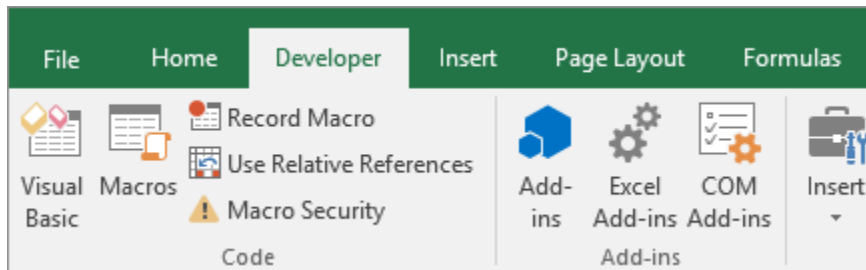 File Home Developer Insert Page Layout Formulas
Record Macro
Use Relative References
Macro Security
Visual
Basic
Macros
Code
Add-
ins
Excel
Add-ins
COM
Add-ins
Add-ins
Insert